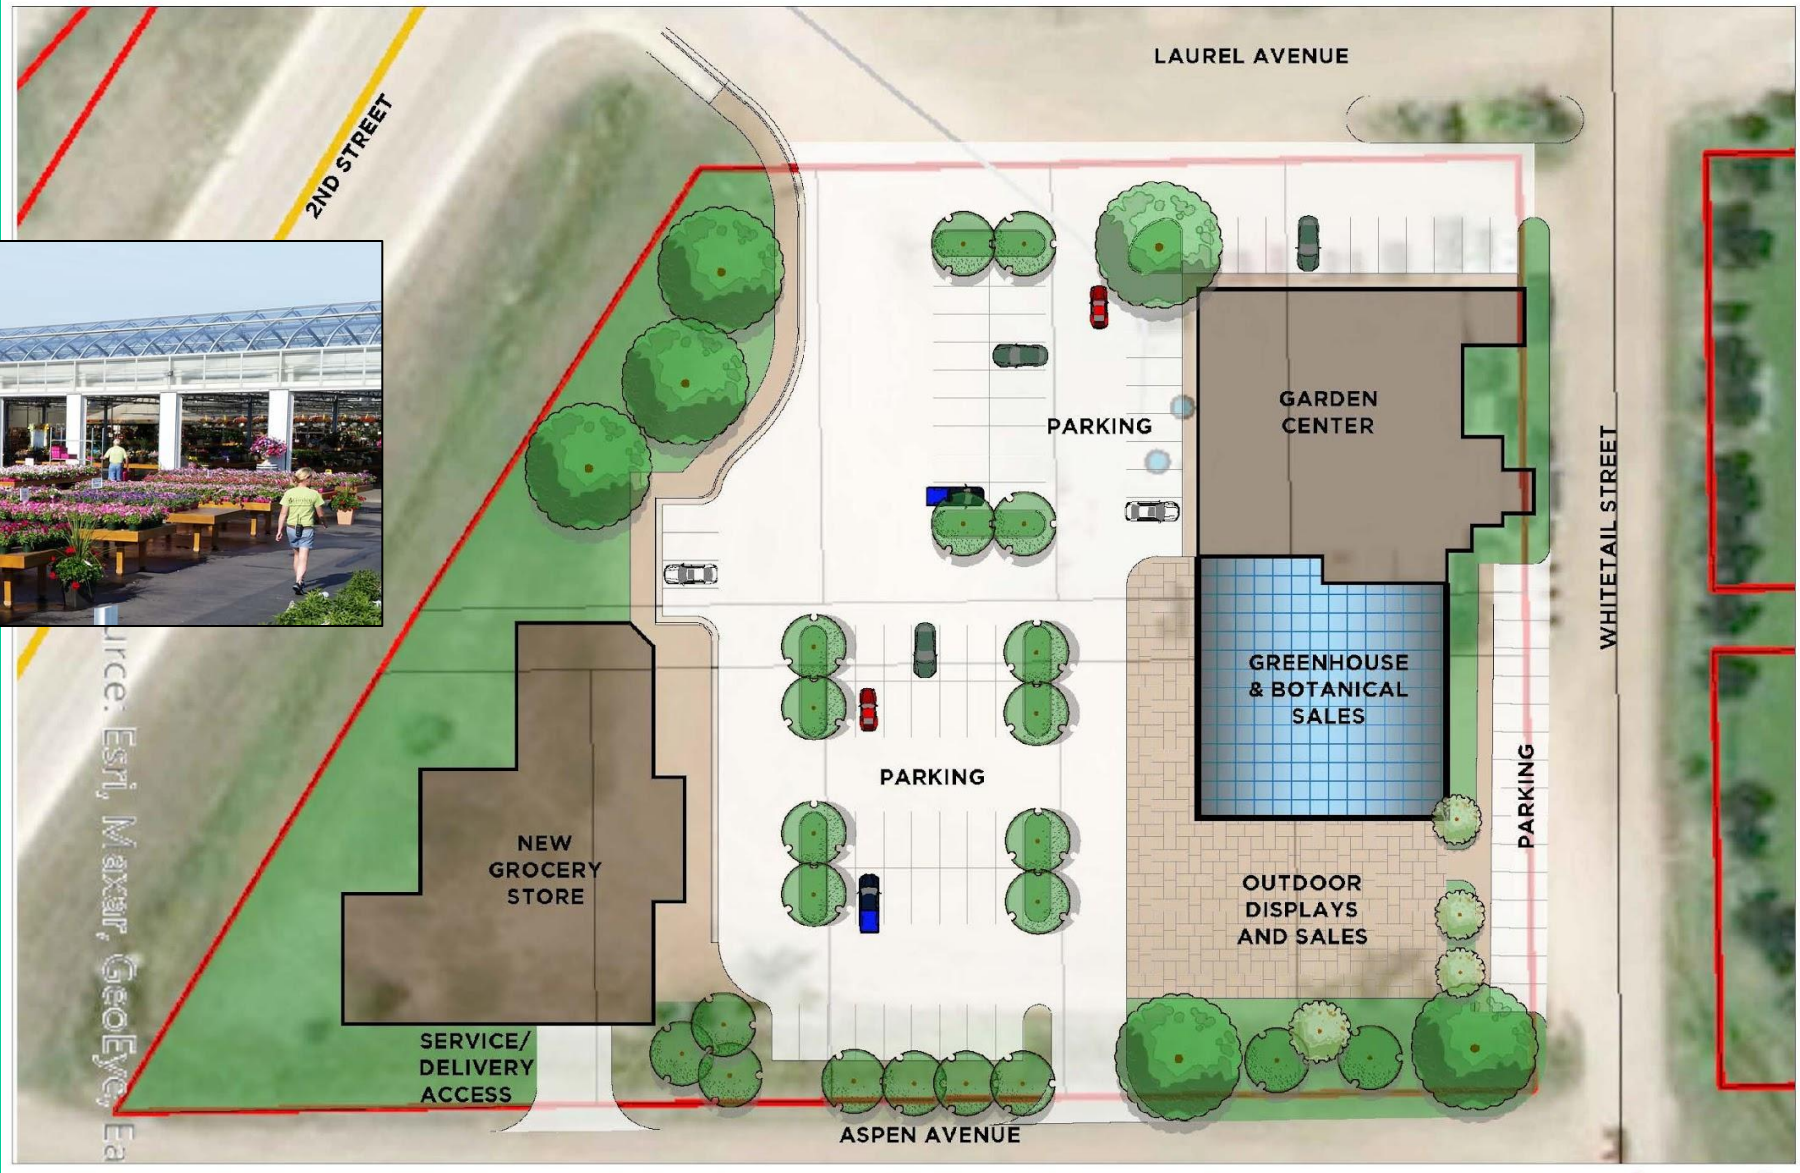 LAUREL AVENUE
2ND STREET
GARDEN
CENTER
PARKING
WHITETAIL STREET
GREENHOUSE
& BOTANICAL
SALES
PARKING
PARKING
NEW
GROCERY
STORE
OUTDOOR
DISPLAYS
AND SALES
SERVICE/
DELIVERY
ACCESS
ASPEN AVENUE
urce: Esri, Maxar, GeoEye, Ea